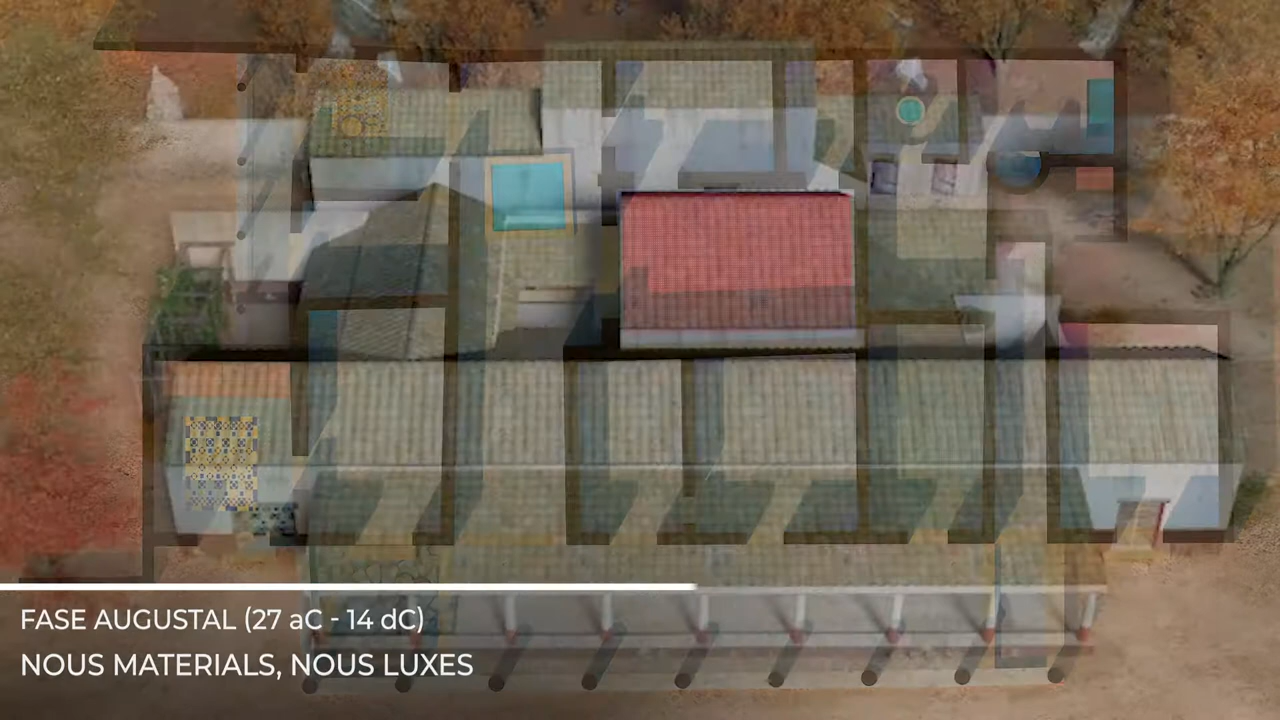 FASE AUGUSTAL (27 aC - 14 dC)
NOUS MATERIALS, NOUS LUXES